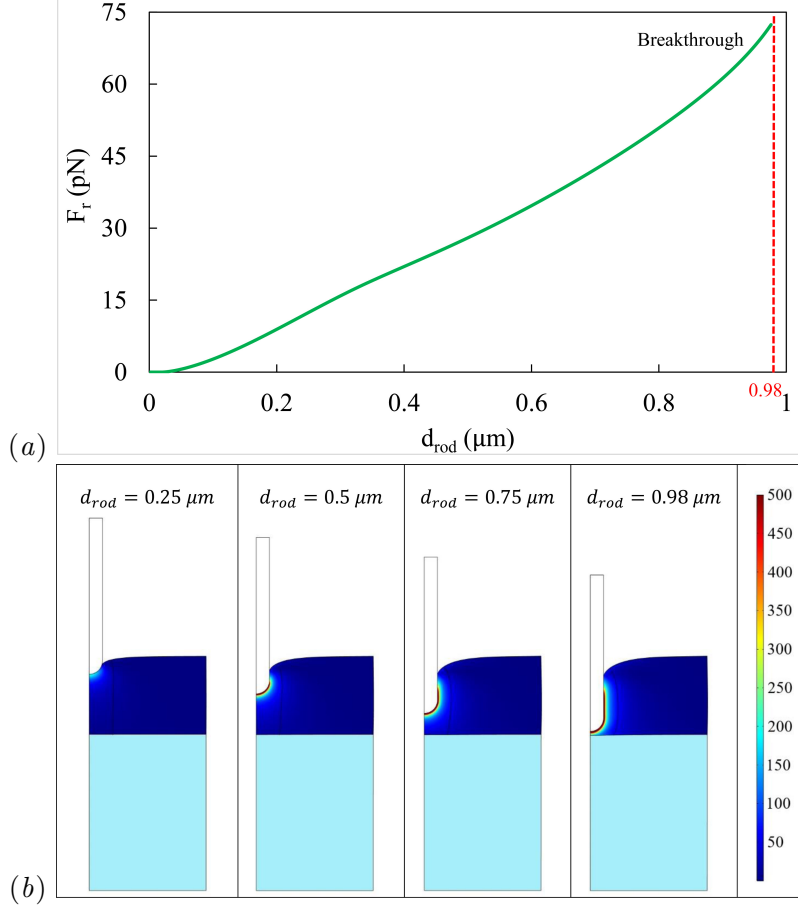 75
Breakthrough
60
45
F_r (pN)
30
15
0
0.98
0 0.2 0.4 0.6 0.8 1
d_rod (μm)
(a)
d_rod = 0.25 μm d_rod = 0.5 μm d_rod = 0.75 μm d_rod = 0.98 μm
500
450
400
350
300
250
200
150
100
50
(b)